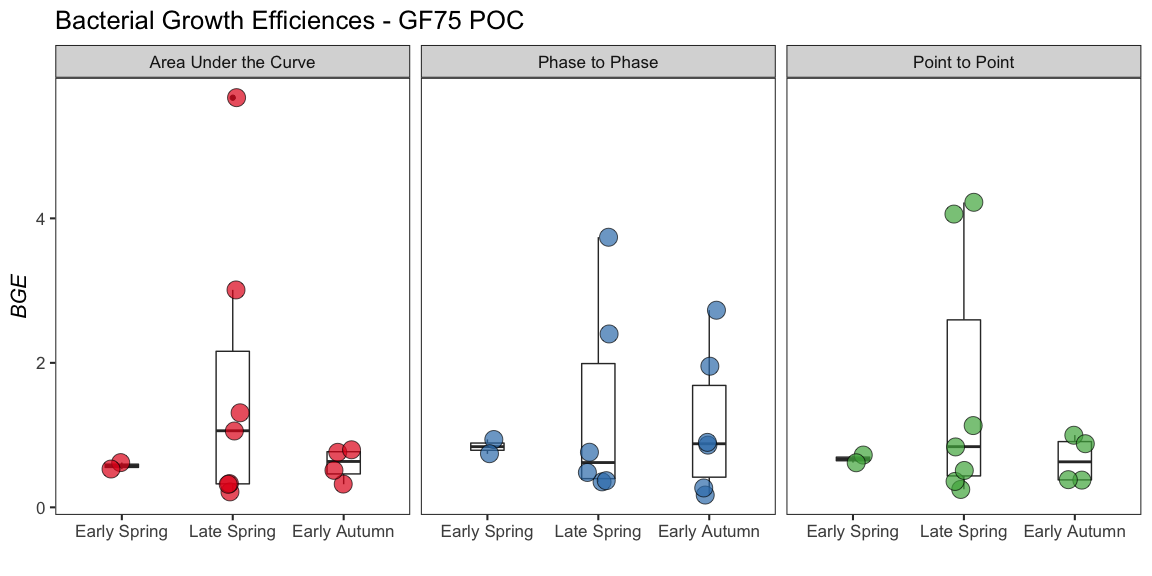 Bacterial Growth Efficiences - GF75 POC
Area Under the Curve
Phase to Phase
Point to Point
BGE
4
2
0
Early Spring
Late Spring
Early Autumn
Early Spring
Late Spring
Early Autumn
Early Spring
Late Spring
Early Autumn